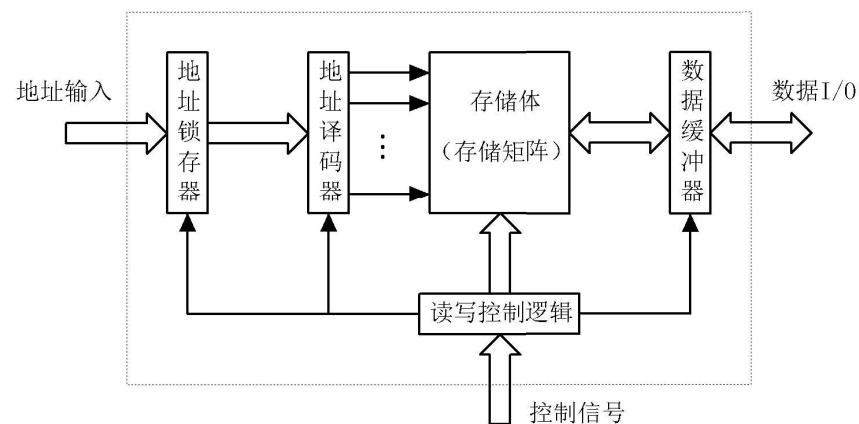 地址输入
地址锁存器
地址译码器
存储体
（存储矩阵）
数据缓冲器
数据I/O
读写控制逻辑
控制信号